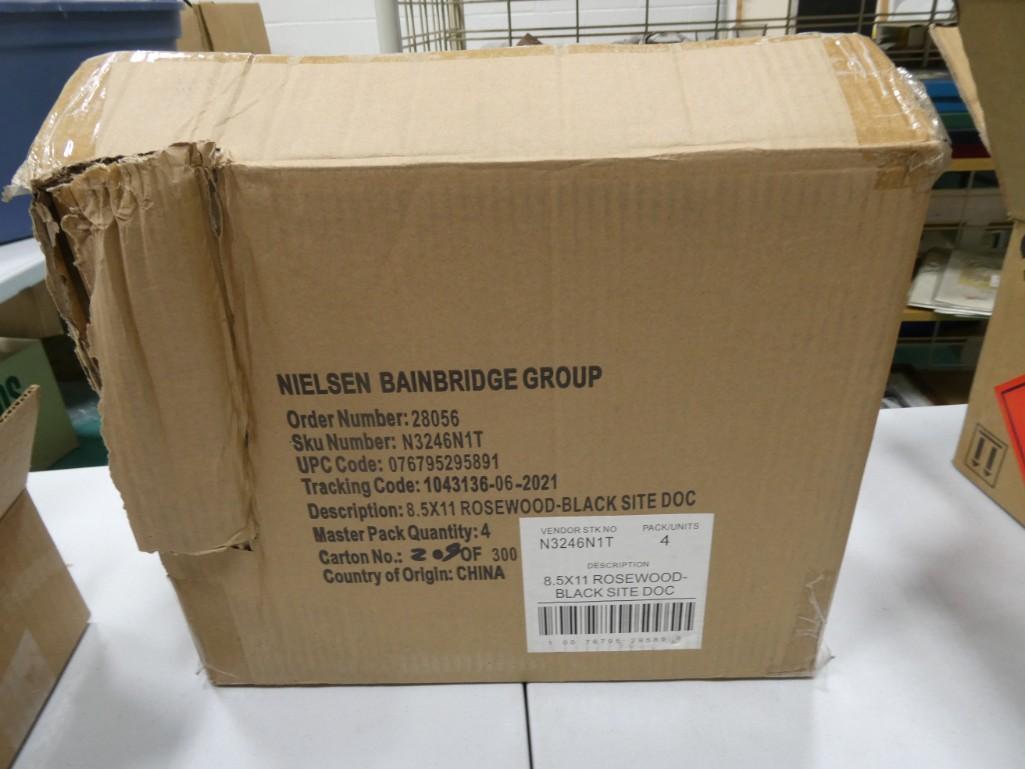 NIELSEN BAINBRIDGE GROUP
Order Number: 28056
Sku Number: N3246N1T
UPC Code: 076795295891
Tracking Code: 1043136-06-2021
Description: 8.5X11 ROSEWOOD-BLACK SITE DOC
Master Pack Quantity: 4
Carton No.: OF 300
Country of Origin: CHINA
VENDOR STK NO PACK/UNITS
N3246N1T 4
DESCRIPTION
8.5X11 ROSEWOOD-
BLACK SITE DOC